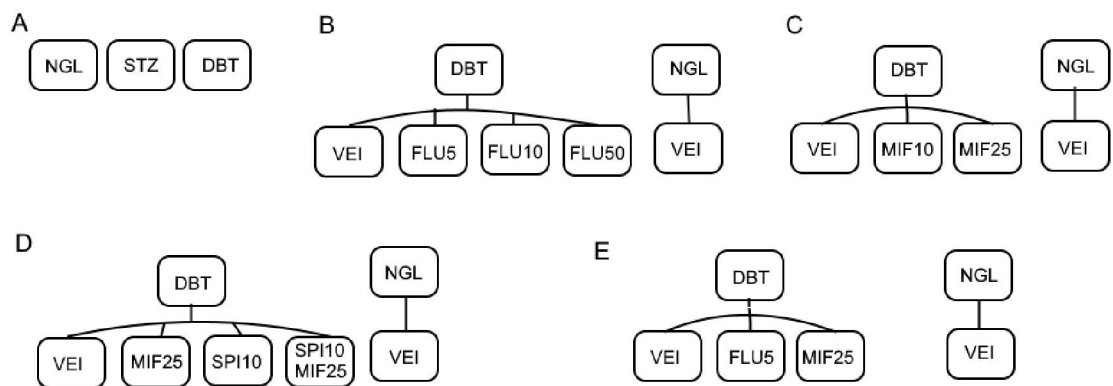 A
NGL STZ DBT
B
DBT NGL
VEI FLU5 FLU10 FLU50 VEI
C
DBT NGL
VEI MIF10 MIF25 VEI
D
DBT NGL
VEI MIF25 SPI10 SPI10 MIF25 VEI
E
DBT NGL
VEI FLU5 MIF25 VEI